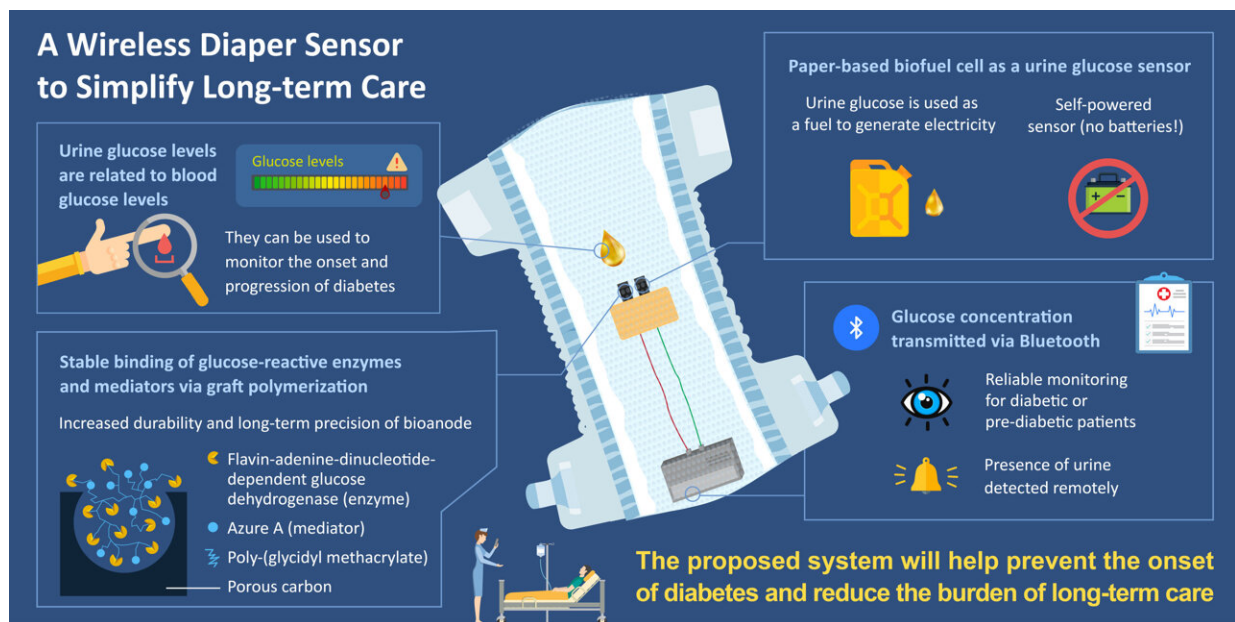 A Wireless Diaper Sensor
to Simplify Long-term Care
Urine glucose levels
are related to blood
glucose levels
Glucose levels
They can be used to
monitor the onset and
progression of diabetes
Stable binding of glucose-reactive enzymes
and mediators via graft polymerization
Increased durability and long-term precision of bioanode
Flavin-adenine-dinucleotide-
dependent glucose
dehydrogenase (enzyme)
Azure A (mediator)
Poly-(glycidyl methacrylate)
Porous carbon
Paper-based biofuel cell as a urine glucose sensor
Urine glucose is used as
a fuel to generate electricity
Self-powered
sensor (no batteries!)
Glucose concentration
transmitted via Bluetooth
Reliable monitoring
for diabetic or
pre-diabetic patients
Presence of urine
detected remotely
The proposed system will help prevent the onset
of diabetes and reduce the burden of long-term care